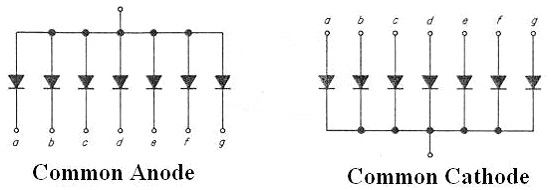 a b c d e f g
a b c d e f g
Common Anode
Common Cathode